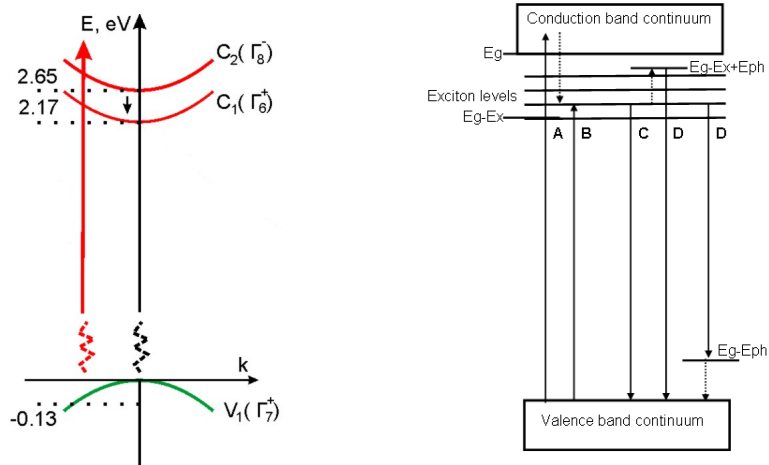 E, eV
C₂(Γ₈⁻)
2.65
2.17
C₁(Γ₆⁺)
k
-0.13
V₁(Γ₇⁺)
Conduction band continuum
Eg
Eg-Ex+Eph
Exciton levels
Eg-Ex
A B C D D
Eg-Eph
Valence band continuum